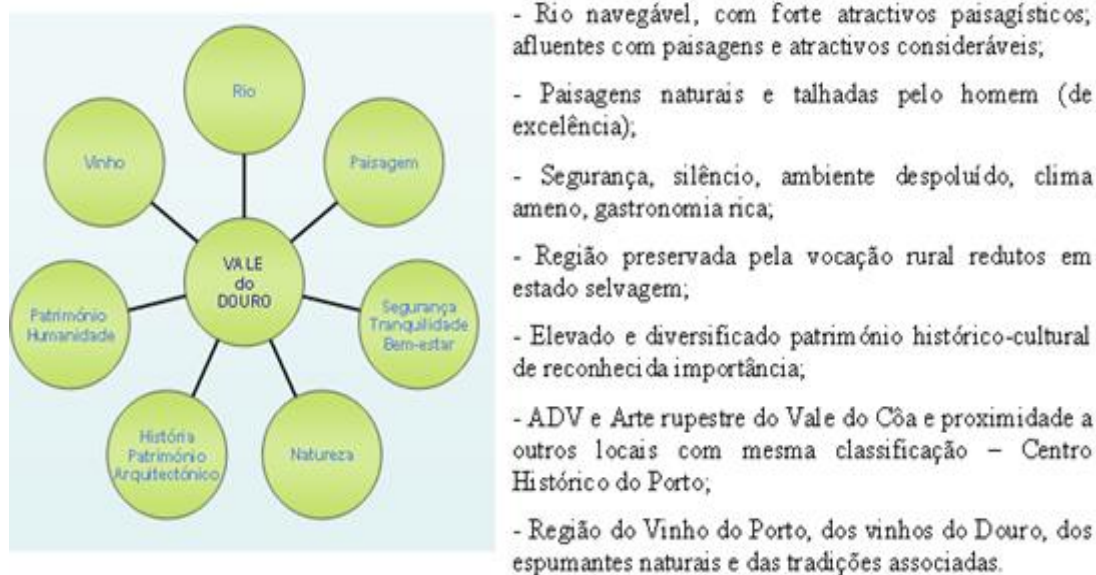 Rio
Vinho
Paisagem
VALE
do
DOURO
Património
Humanidade
Segurança
Tranquilidade
Bem-estar
História
Património
Arquitectónico
Natureza
- Rio navegável, com forte atractivos paisagísticos;
afluentes com paisagens e atractivos consideráveis;
- Paisagens naturais e talhadas pelo homem (de
excelência);
- Segurança, silêncio, ambiente despoluído, clima
ameno, gastronomia rica;
- Região preservada pela vocação rural redutos em
estado selvagem;
- Elevado e diversificado património histórico-cultural
de reconhecida importância;
- ADV e Arte rupestre do Vale do Côa e proximidade a
outros locais com mesma classificação – Centro
Histórico do Porto;
- Região do Vinho do Porto, dos vinhos do Douro, dos
espumantes naturais e das tradições associadas.